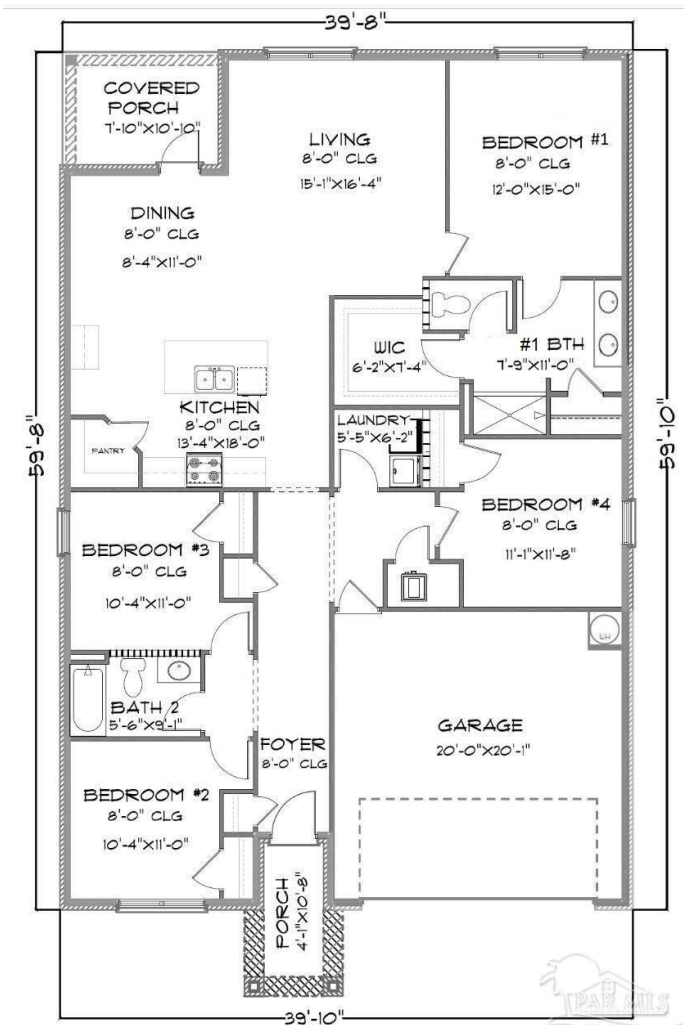 39'-8"
COVERED
PORCH
7'-10"X10'-10"
LIVING
8'-0" CLG
15'-1"X16'-4"
BEDROOM #1
8'-0" CLG
12'-0"X15'-0"
DINING
8'-0" CLG
8'-4"X11'-0"
WIC
6'-2"X7'-4"
#1 BTH
7'-9"X11'-0"
KITCHEN
8'-0" CLG
13'-4"X18'-0"
PANTRY
LAUNDRY
5'-5"X6'-2"
59'-8"
59'-10"
BEDROOM #4
8'-0" CLG
11'-1"X11'-8"
BEDROOM #3
8'-0" CLG
10'-4"X11'-0"
WH
BATH 2
5'-6"X9'-1"
FOYER
8'-0" CLG
GARAGE
20'-0"X20'-1"
BEDROOM #2
8'-0" CLG
10'-4"X11'-0"
PORCH
4'-1"X10'-8"
39'-10"
PAR MLS